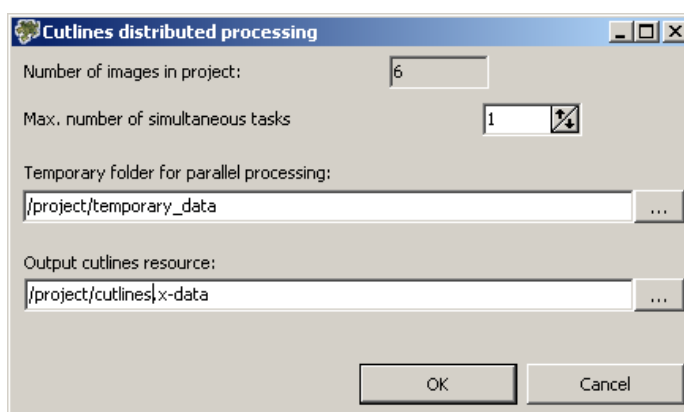 Cutlines distributed processing
Number of images in project: 6
Max. number of simultaneous tasks 1
Temporary folder for parallel processing:
/project/temporary_data ...
Output cutlines resource:
/project/cutlines.x-data ...
OK Cancel